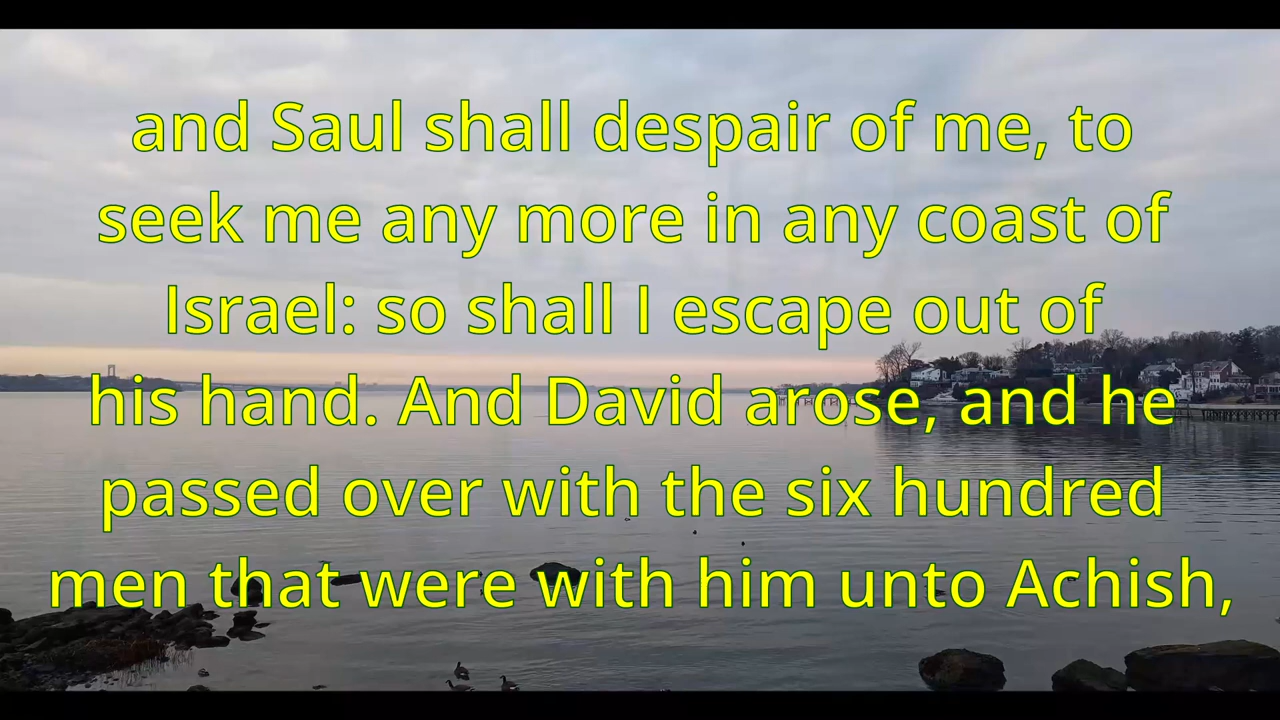 and Saul shall despair of me, to
seek me any more in any coast of
Israel: so shall I escape out of
his hand. And David arose, and he
passed over with the six hundred
men that were with him unto Achish,